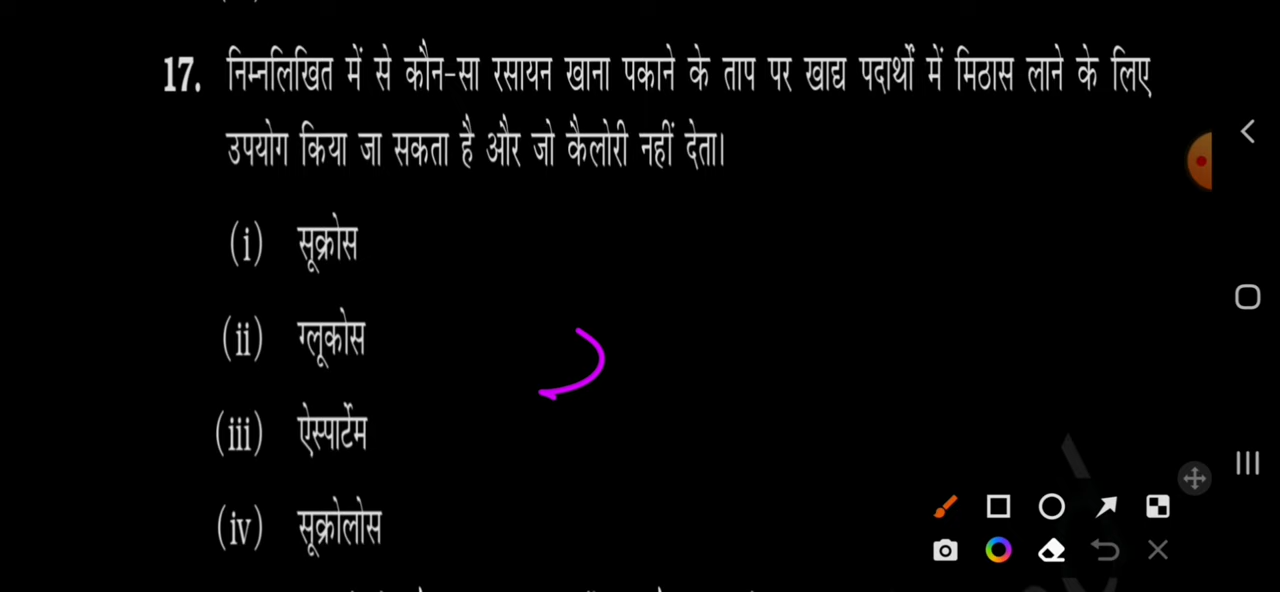 17. निम्नलिखित में से कौन-सा रसायन खाना पकाने के ताप पर खाद्य पदार्थों में मिठास लाने के लिए
उपयोग किया जा सकता है और जो कैलोरी नहीं देता।
(i) सूक्रोस
(ii) ग्लूकोस
(iii) ऐस्पार्टेम
(iv) सूक्रोलोस